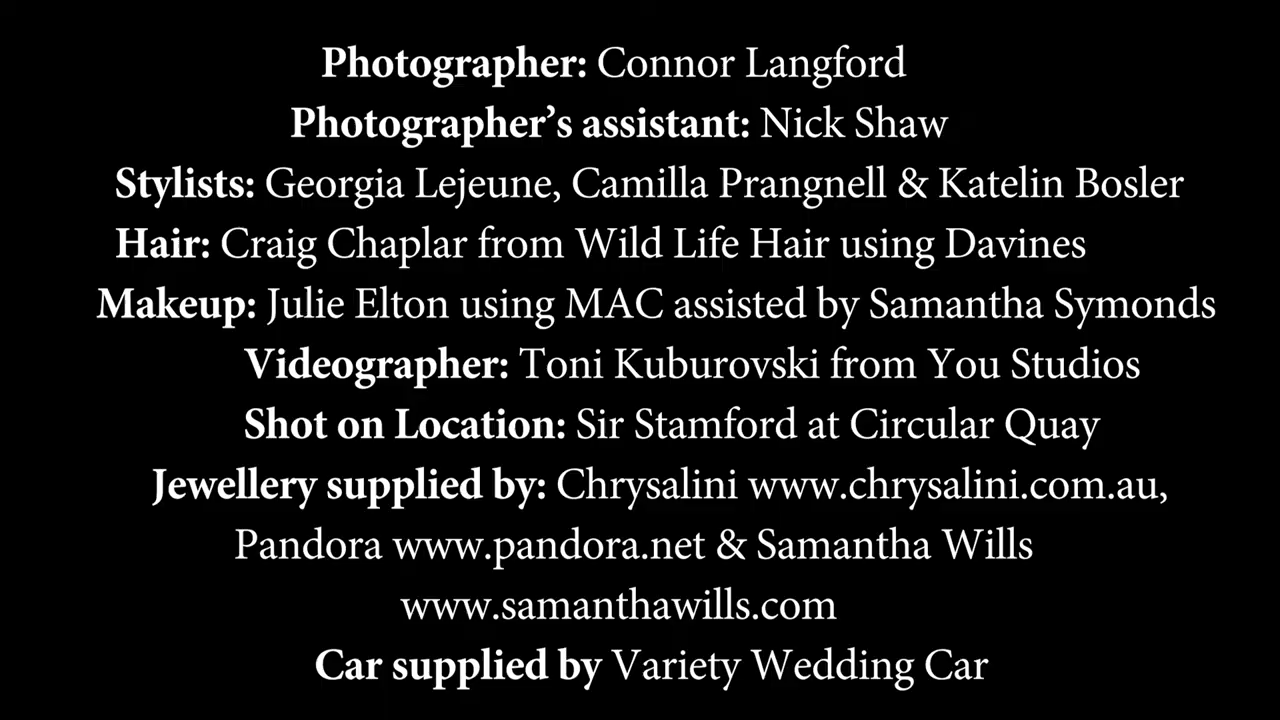 Photographer: Connor Langford
Photographer’s assistant: Nick Shaw
Stylists: Georgia Lejeune, Camilla Prangnell & Katelin Bosler
Hair: Craig Chaplar from Wild Life Hair using Davines
Makeup: Julie Elton using MAC assisted by Samantha Symonds
Videographer: Toni Kuburovski from You Studios
Shot on Location: Sir Stamford at Circular Quay
Jewellery supplied by: Chrysalini www.chrysalini.com.au,
Pandora www.pandora.net & Samantha Wills
www.samanthawills.com
Car supplied by Variety Wedding Car